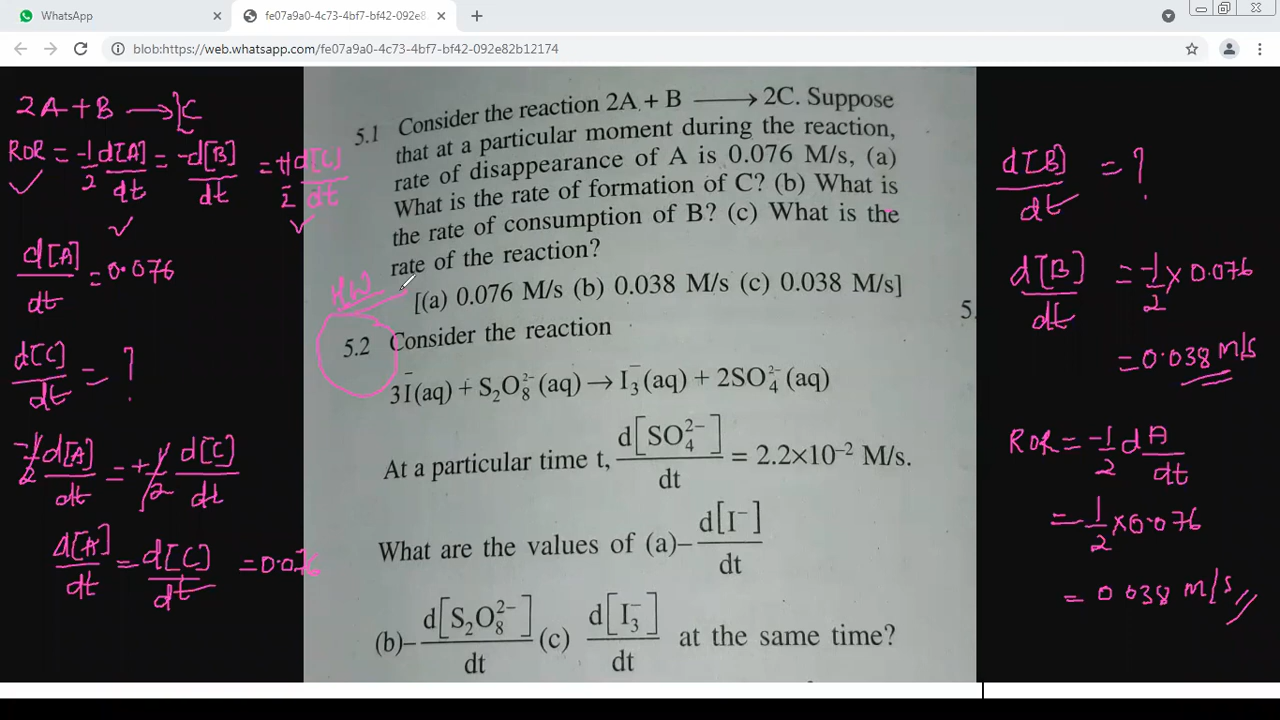 WhatsApp
fe07a9a0-4c73-4bf7-bf42-092e8
blob:https://web.whatsapp.com/fe07a9a0-4c73-4bf7-bf42-092e82b12174
2A + B ⟶ C
ROR = -1/2 d[A]/dt = -d[B]/dt = +1/2 d[C]/dt
d[A]/dt = 0.076
d[C]/dt = ?
-1/2 d[A]/dt = +1/2 d[C]/dt
d[A]/dt = d[C]/dt = 0.076
5.1 Consider the reaction 2A + B ⟶ 2C. Suppose
that at a particular moment during the reaction,
rate of disappearance of A is 0.076 M/s, (a)
What is the rate of formation of C? (b) What is
the rate of consumption of B? (c) What is the
rate of the reaction?
[(a) 0.076 M/s (b) 0.038 M/s (c) 0.038 M/s]
HW
5.2 Consider the reaction
3I⁻(aq) + S₂O₈²⁻(aq) → I₃⁻(aq) + 2SO₄²⁻(aq)
At a particular time t, d[SO₄²⁻]/dt = 2.2×10⁻² M/s.
What are the values of (a)– d[I⁻]/dt
(b)– d[S₂O₈²⁻]/dt (c) d[I₃⁻]/dt at the same time?
5.
d[B]/dt = ?
d[B]/dt = -1/2 × 0.076
= 0.038 M/s
ROR = -1/2 dA/dt
= -1/2 × 0.076
= 0.038 M/s